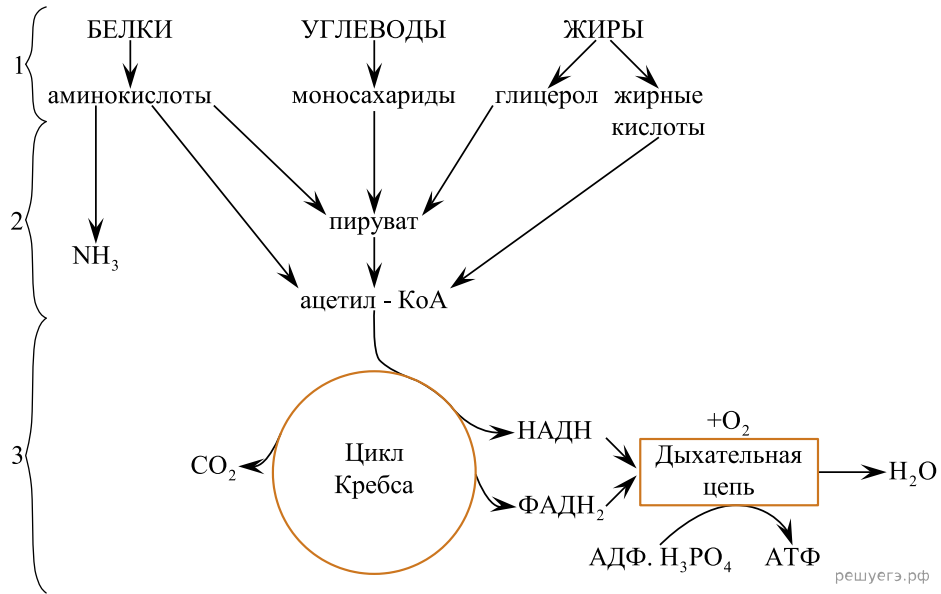 БЕЛКИ
УГЛЕВОДЫ
ЖИРЫ
1
аминокислоты
моносахариды
глицерол
жирные
кислоты
2
пируват
NH₃
ацетил - КоА
3
+O₂
НАДН
Цикл
Кребса
Дыхательная
цепь
CO₂
H₂O
ФАДН₂
АДФ. H₃PO₄
АТФ
решуегэ.рф